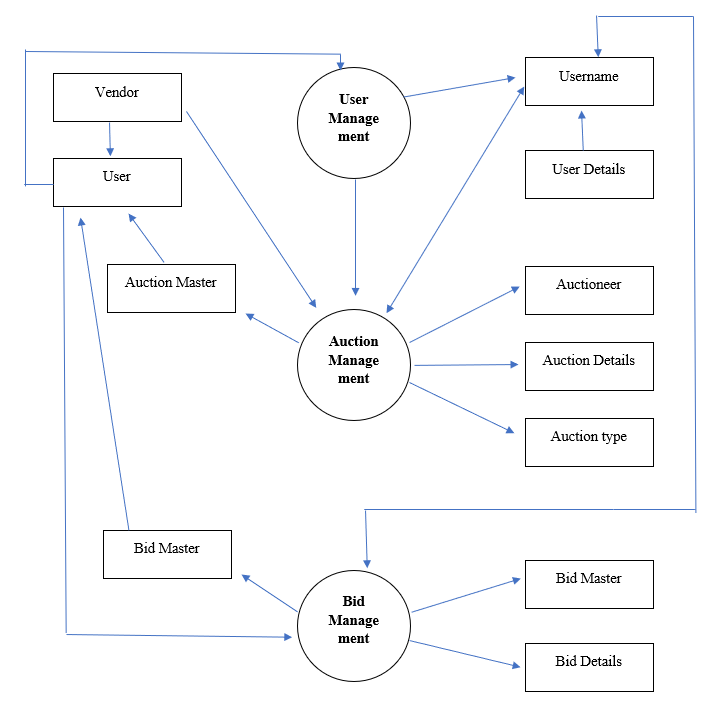 Vendor
User
Manage
ment
Username
User
User Details
Auction Master
Auctioneer
Auction
Manage
ment
Auction Details
Auction type
Bid Master
Bid
Manage
ment
Bid Master
Bid Details